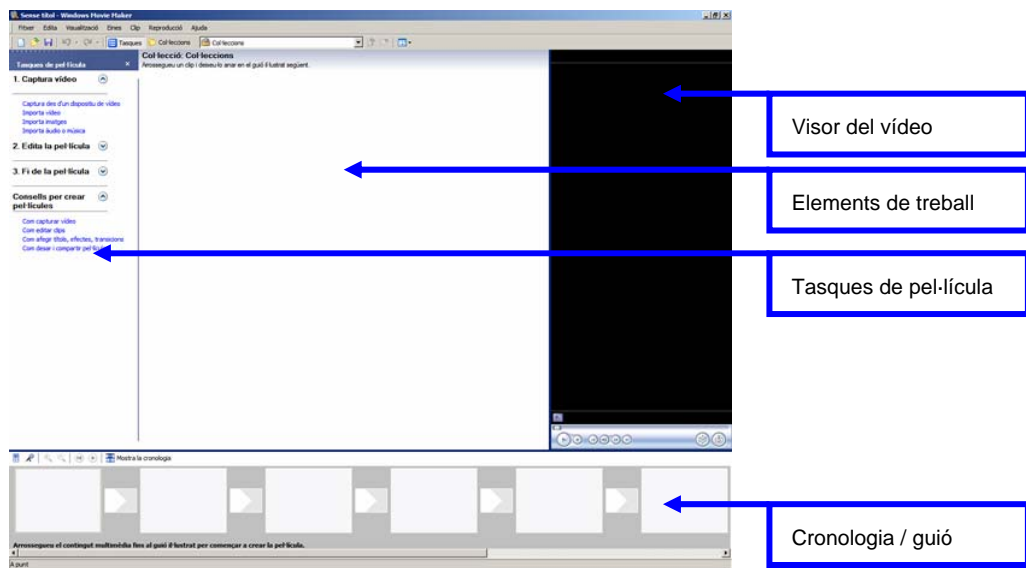 Sense títol - Windows Movie Maker
Fitxer Edita Visualització Eines Clip Reproducció Ajuda
Tasques Col·leccions Col·leccions
Tasques de pel·lícula
Col·lecció: Col·leccions
Arrossegueu un clip i deixeu-lo anar en el guió il·lustrat següent.
1. Captura vídeo
Captura des d'un dispositiu de vídeo
Importa vídeo
Importa imatges
Importa àudio o música
2. Edita la pel·lícula
3. Fi de la pel·lícula
Consells per crear
pel·lícules
Com capturar vídeo
Com editar clips
Com afegir títols, efectes, transicions
Com desar i compartir
Visor del vídeo
Elements de treball
Tasques de pel·lícula
Mostra la cronologia
Arrossegueu el contingut multimèdia fins al guió il·lustrat per començar a crear la pel·lícula.
A punt
Cronologia / guió